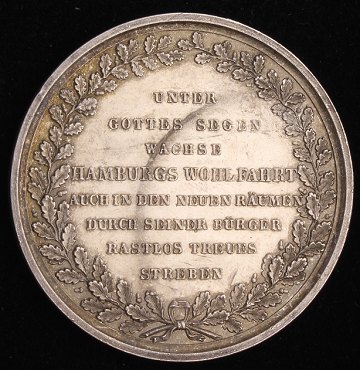 UNTER
GOTTES SEGEN
WACHSE
HAMBURGS WOHLFAHRT
AUCH IN DEN NEUEN RÄUMEN
DURCH SEINER BÜRGER
RASTLOS TREUES
STREBEN